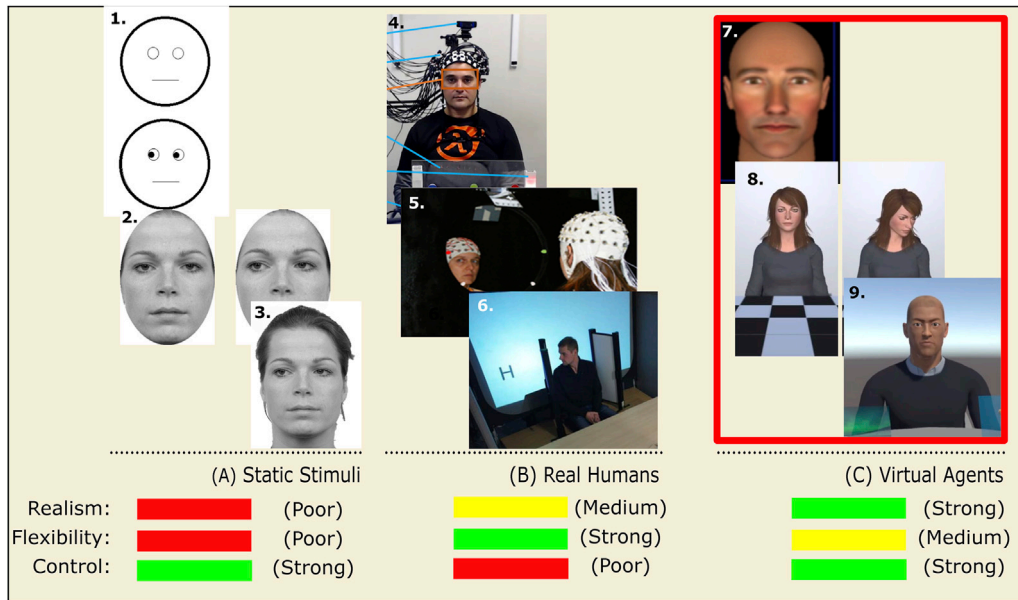 1.
2.
3.
4.
5.
6.
H
7.
8.
9.
(A) Static Stimuli
(B) Real Humans
(C) Virtual Agents
Realism: (Poor) (Medium) (Strong)
Flexibility: (Poor) (Strong) (Medium)
Control: (Strong) (Poor) (Strong)